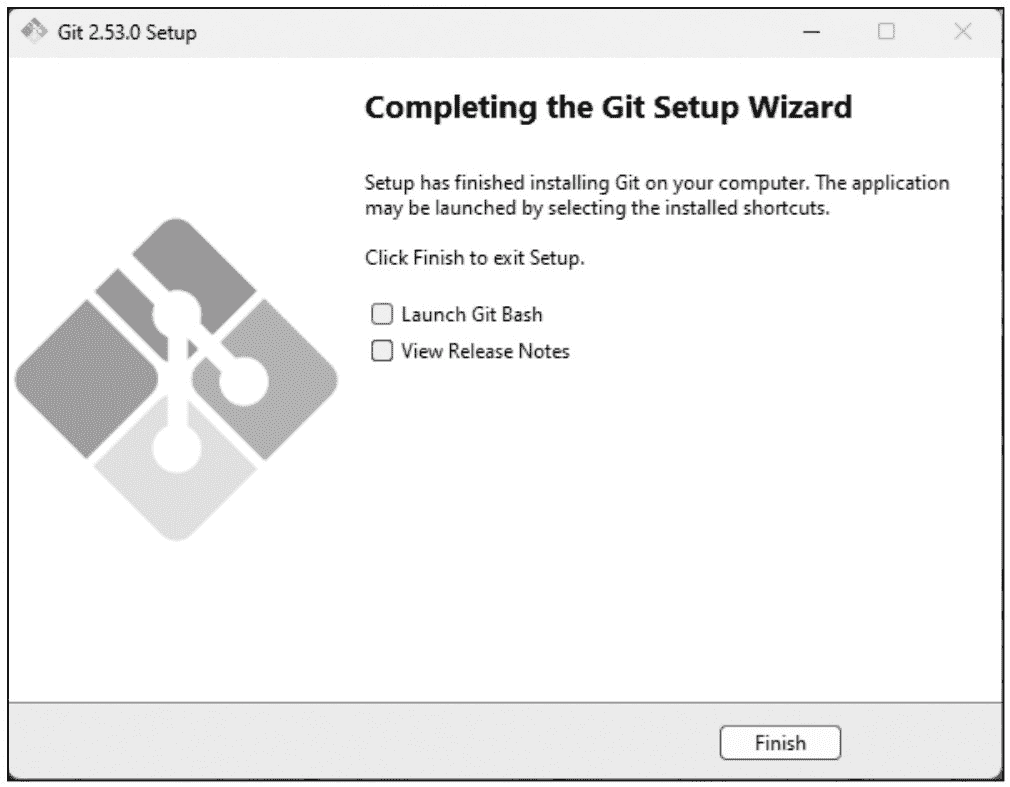 Git 2.53.0 Setup
Completing the Git Setup Wizard
Setup has finished installing Git on your computer. The application
may be launched by selecting the installed shortcuts.
Click Finish to exit Setup.
Launch Git Bash
View Release Notes
Finish